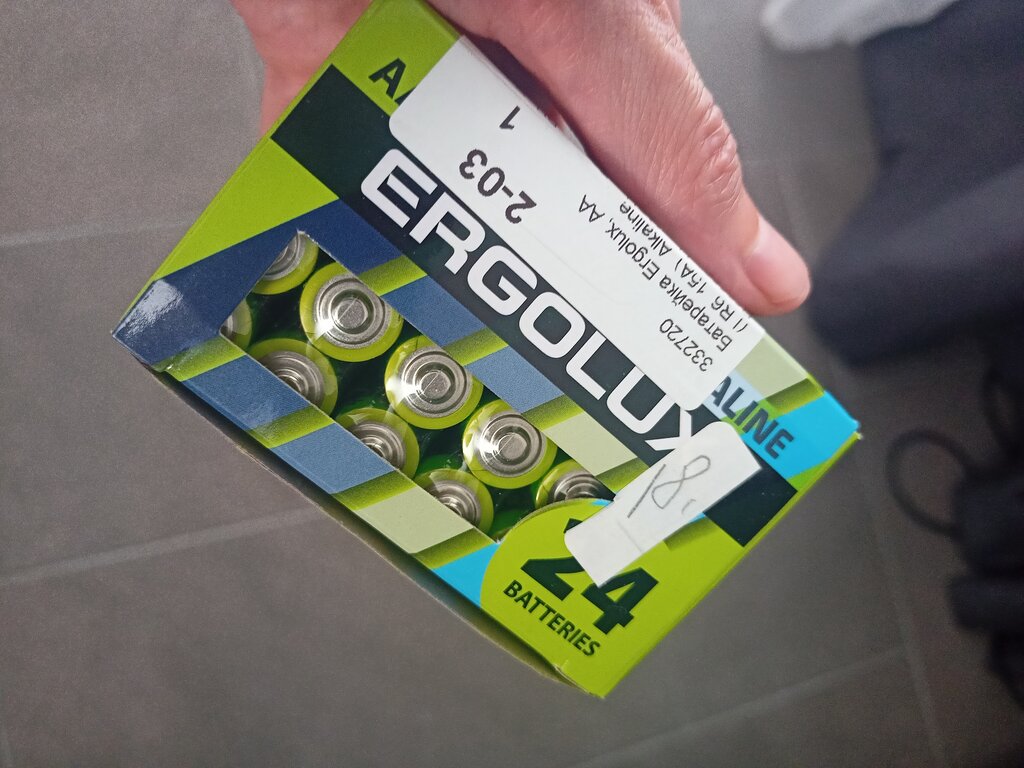 ERGOLUX
ALINE
24
BATTERIES
18,
332720
Батарейка Ergolux, AA
(LR6, 15A) Alkaline
2-03
1